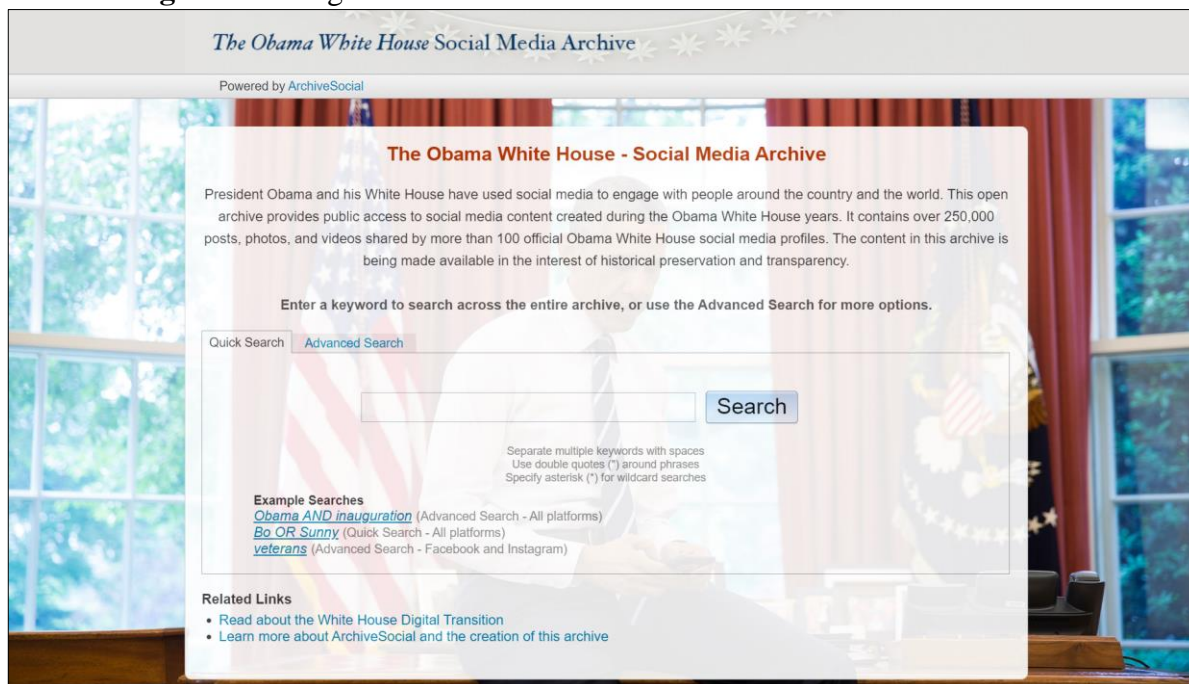 The Obama White House Social Media Archive
Powered by ArchiveSocial
The Obama White House - Social Media Archive
President Obama and his White House have used social media to engage with people around the country and the world. This open
archive provides public access to social media content created during the Obama White House years. It contains over 250,000
posts, photos, and videos shared by more than 100 official Obama White House social media profiles. The content in this archive is
being made available in the interest of historical preservation and transparency.
Enter a keyword to search across the entire archive, or use the Advanced Search for more options.
Quick Search Advanced Search
Search
Separate multiple keywords with spaces
Use double quotes (") around phrases
Specify asterisk (*) for wildcard searches
Example Searches
Obama AND inauguration (Advanced Search - All platforms)
Bo OR Sunny (Quick Search - All platforms)
veterans (Advanced Search - Facebook and Instagram)
Related Links
• Read about the White House Digital Transition
• Learn more about ArchiveSocial and the creation of this archive